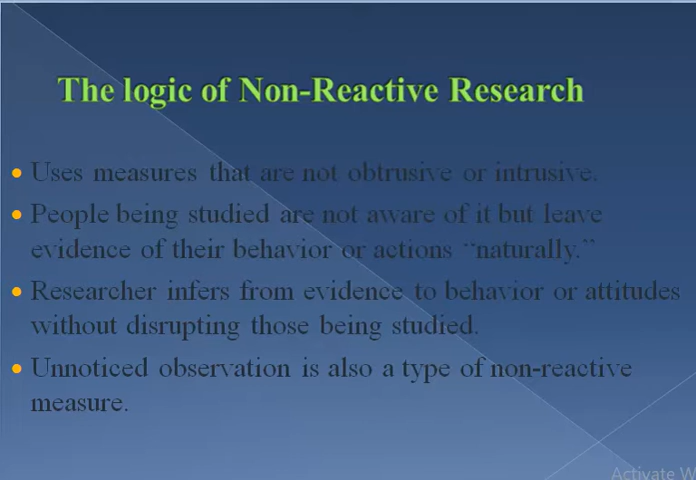 The logic of Non-Reactive Research
• Uses measures that are not obtrusive or intrusive.
• People being studied are not aware of it but leave
evidence of their behavior or actions “naturally.”
• Researcher infers from evidence to behavior or attitudes
without disrupting those being studied.
• Unnoticed observation is also a type of non-reactive
measure.
Activate W